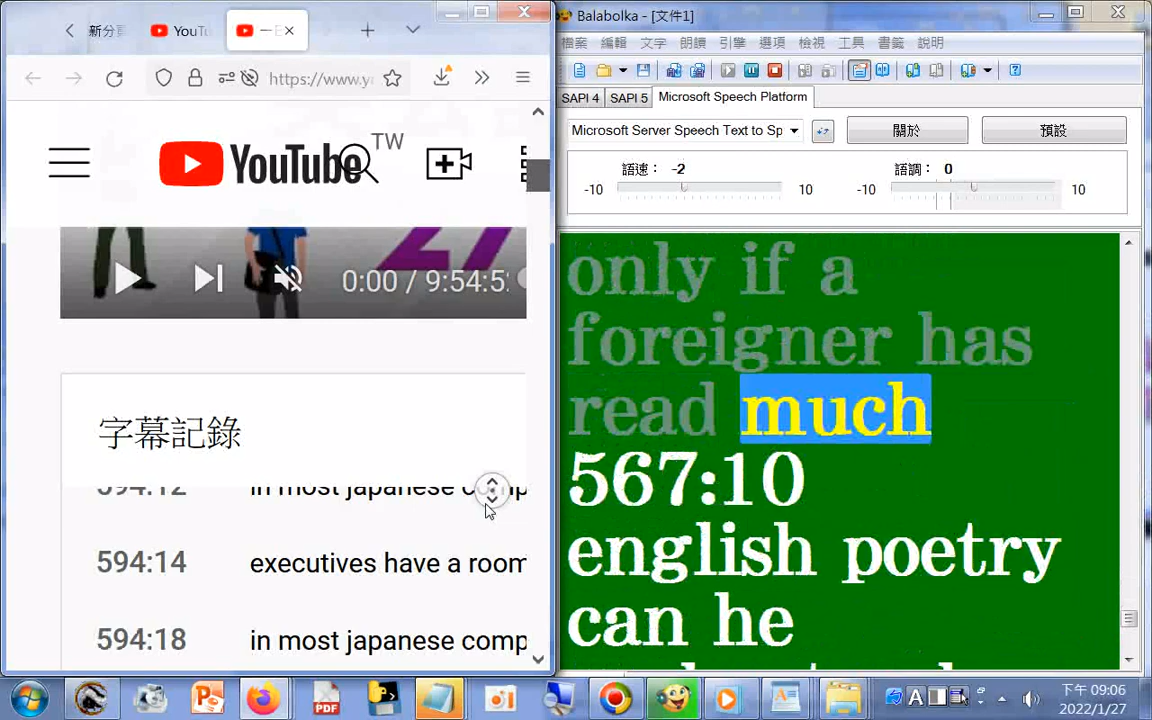 新分
YouTu
一 E
https://www.y
YouTube
TW
27
0:00 / 9:54:5
字幕記錄
594:12
in most japanese comp
594:14
executives have a room
594:18
in most japanese comp
Balabolka - [文件1]
檔案 編輯 文字 朗讀 引擎 選項 檢視 工具 書籤 說明
SAPI 4 SAPI 5 Microsoft Speech Platform
Microsoft Server Speech Text to Sp
關於
預設
語速: -2
-10
10
語調: 0
-10
10
only if a
foreigner has
read much
567:10
english poetry
can he
PDF
A
下午 09:06
2022/1/27